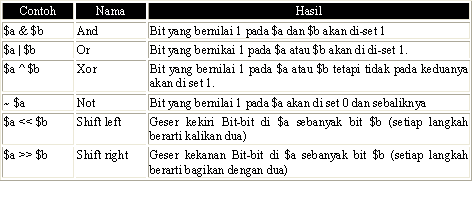 Contoh Nama Hasil
$a & $b And Bit yang bernilai 1 pada $a dan $b akan di-set 1
$a | $b Or Bit yang bernikai 1 pada $a atau $b akan di di-set 1.
$a ^ $b Xor Bit yang bernilai 1 pada $a atau $b tetapi tidak pada keduanya
akan di set 1.
~ $a Not Bit yang bernilai 1 pada $a akan di set 0 dan sebaliknya
$a << $b Shift left Geser kekiri Bit-bit di $a sebanyak bit $b (setiap langkah
berarti kalikan dua)
$a >> $b Shift right Geser kekanan Bit-bit di $a sebanyak bit $b (setiap langkah
berarti bagikan dengan dua)